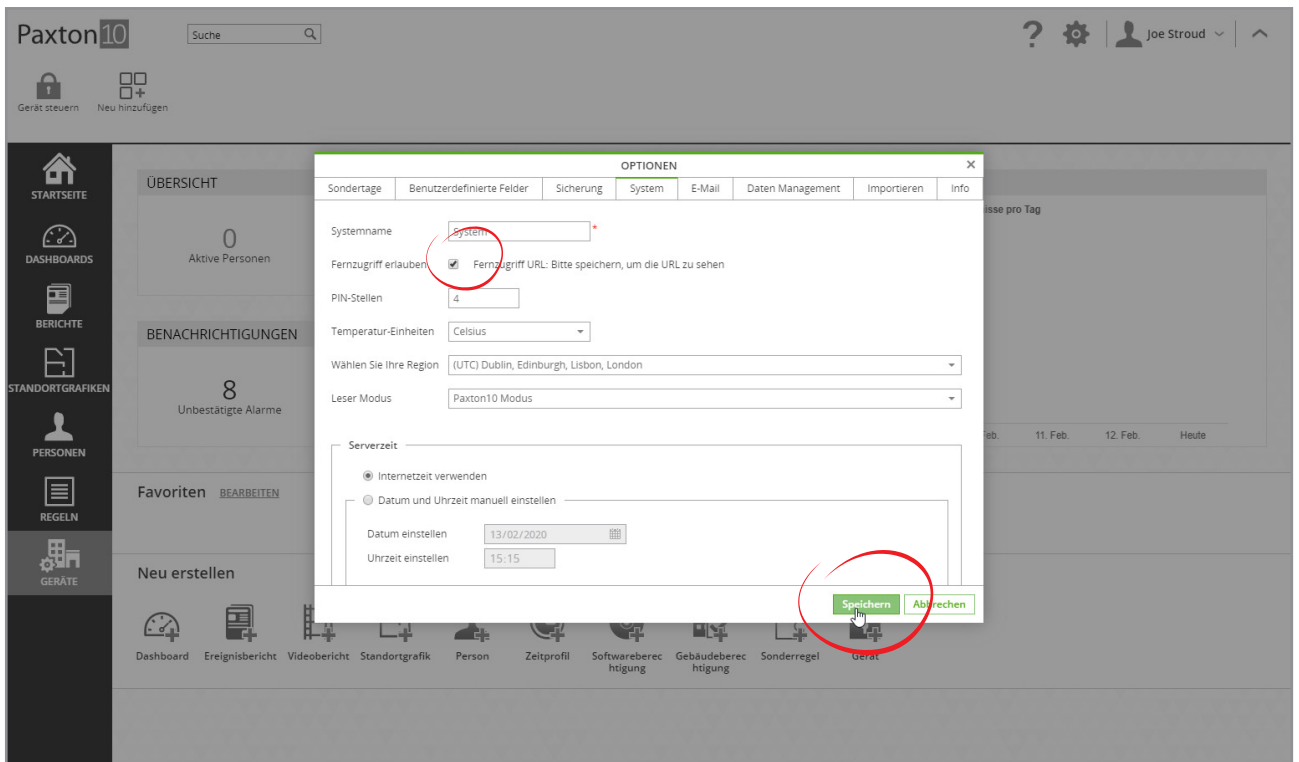 Paxton10
Suche
Joe Stroud
Gerät steuern
Neu hinzufügen
STARTSEITE
DASHBOARDS
BERICHTE
STANDORTGRAFIKEN
PERSONEN
REGELN
GERÄTE
ÜBERSICHT
0
Aktive Personen
BENACHRICHTIGUNGEN
8
Unbestätigte Alarme
isse pro Tag
Feb.
11. Feb.
12. Feb.
Heute
OPTIONEN
Sondertage
Benutzerdefinierte Felder
Sicherung
System
E-Mail
Daten Management
Importieren
Info
Systemname
System
*
Fernzugriff erlauben
Fernzugriff URL: Bitte speichern, um die URL zu sehen
PIN-Stellen
4
Temperatur-Einheiten
Celsius
Wählen Sie Ihre Region
(UTC) Dublin, Edinburgh, Lisbon, London
Leser Modus
Paxton10 Modus
Serverzeit
Internetzeit verwenden
Datum und Uhrzeit manuell einstellen
Datum einstellen
13/02/2020
Uhrzeit einstellen
15:15
Speichern
Abbrechen
Favoriten
BEARBEITEN
Neu erstellen
Dashboard
Ereignisbericht
Videobericht
Standortgrafik
Person
Zeitprofil
Softwareberec
htigung
Gebäudeberec
htigung
Sonderregel
Gerät